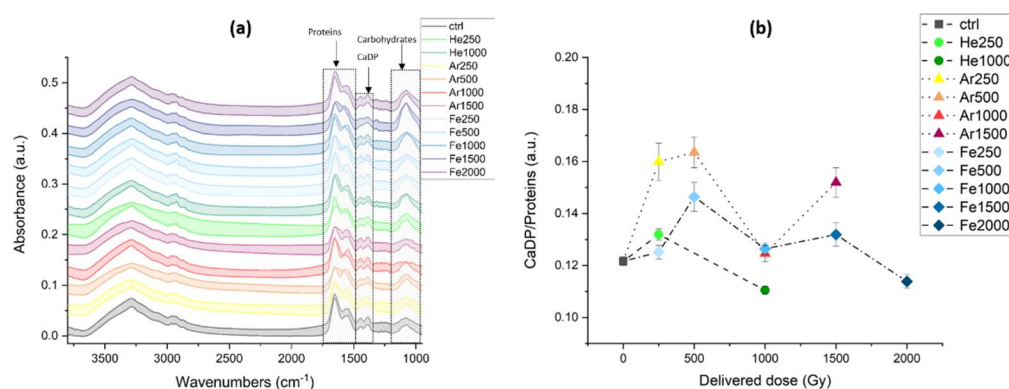 (a)
Proteins
CaDP
Carbohydrates
Absorbance (a.u.)
0.5
0.4
0.3
0.2
0.1
0.0
3500
3000
2500
2000
1500
1000
Wavenumbers (cm⁻¹)
ctrl
He250
He1000
Ar250
Ar500
Ar1000
Ar1500
Fe250
Fe500
Fe1000
Fe1500
Fe2000
(b)
CaDP/Proteins (a.u.)
0.20
0.18
0.16
0.14
0.12
0.10
0
500
1000
1500
2000
Delivered dose (Gy)
ctrl
He250
He1000
Ar250
Ar500
Ar1000
Ar1500
Fe250
Fe500
Fe1000
Fe1500
Fe2000